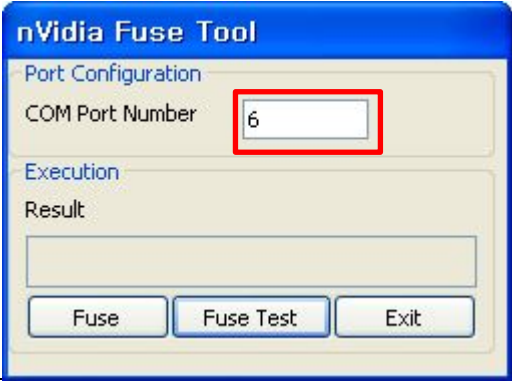 nVidia Fuse Tool
Port Configuration
COM Port Number 6
Execution
Result
Fuse Fuse Test Exit